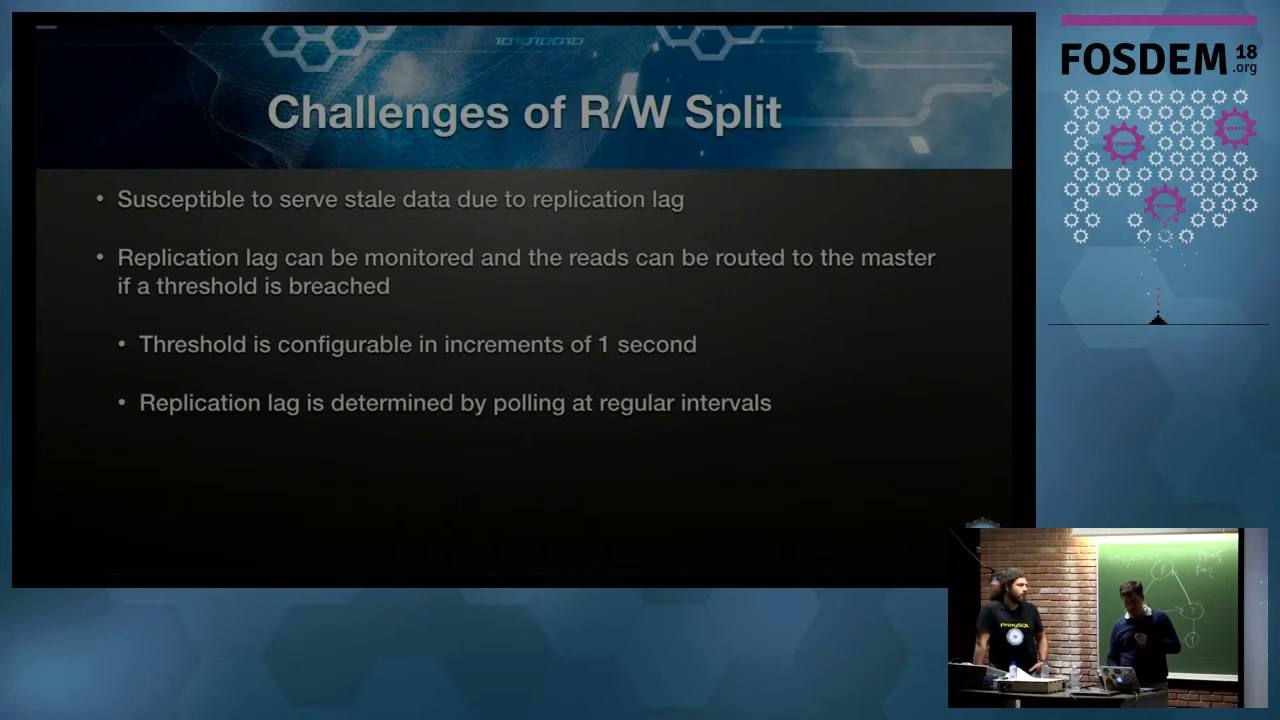 101010010
Challenges of R/W Split
• Susceptible to serve stale data due to replication lag
• Replication lag can be monitored and the reads can be routed to the master
if a threshold is breached
• Threshold is configurable in increments of 1 second
• Replication lag is determined by polling at regular intervals
FOSDEM 18
.org
ProxySQL